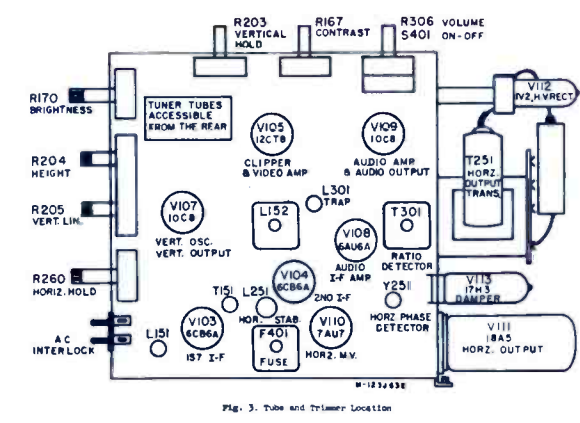 R203
VERTICAL
HOLD
R167
CONTRAST
R306 VOLUME
S401 ON-OFF
R170
BRIGHTNESS
TUNER TUBES
ACCESSIBLE
FROM THE REAR
V105
12CT8
CLIPPER
& VIDEO AMP
V109
10C8
AUDIO AMP
& AUDIO OUTPUT
V112
1V2, H.V.RECT.
R204
HEIGHT
R205
VERT. LIN.
V107
10C8
VERT. OSC.
VERT. OUTPUT
L301
TRAP
L152
V108
6AU6A
AUDIO
I-F AMP
T301
RATIO
DETECTOR
T251
HORZ.
OUTPUT
TRANS.
R260
HORIZ. HOLD
V104
6CB6A
2ND I-F
T151
L251
HOR. STAB.
Y251
HORZ PHASE
DETECTOR
V113
17H3
DAMPER
AC
INTERLOCK
L151
V103
6CB6A
1ST I-F
F401
FUSE
V110
7AU7
HORZ. M.V.
V111
18A5
HORZ. OUTPUT
Fig. 3. Tube and Trimmer Location